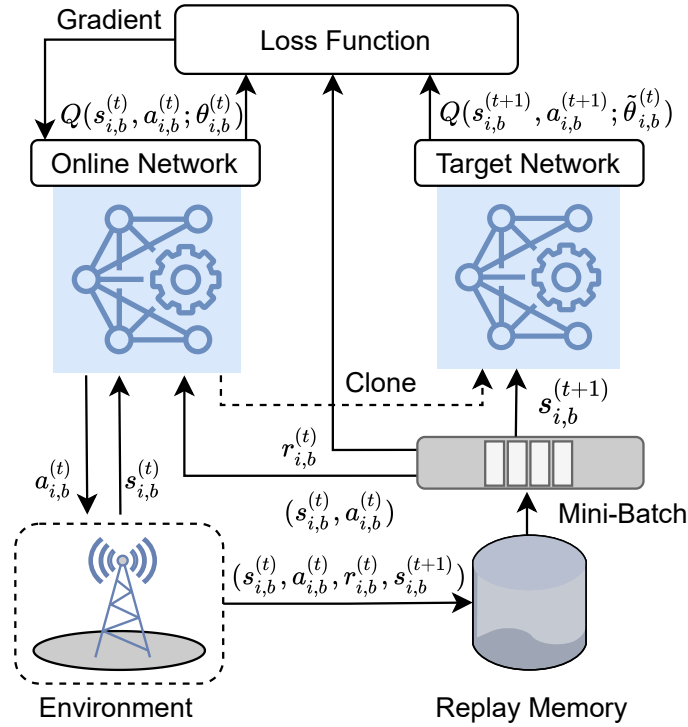 Gradient
Loss Function
Q(s_{i,b}^{(t)}, a_{i,b}^{(t)}; θ_{i,b}^{(t)})
Q(s_{i,b}^{(t+1)}, a_{i,b}^{(t+1)}; θ̃_{i,b}^{(t)})
Online Network
Target Network
Clone
s_{i,b}^{(t+1)}
r_{i,b}^{(t)}
a_{i,b}^{(t)}
s_{i,b}^{(t)}
(s_{i,b}^{(t)}, a_{i,b}^{(t)})
Mini-Batch
(s_{i,b}^{(t)}, a_{i,b}^{(t)}, r_{i,b}^{(t)}, s_{i,b}^{(t+1)})
Environment
Replay Memory